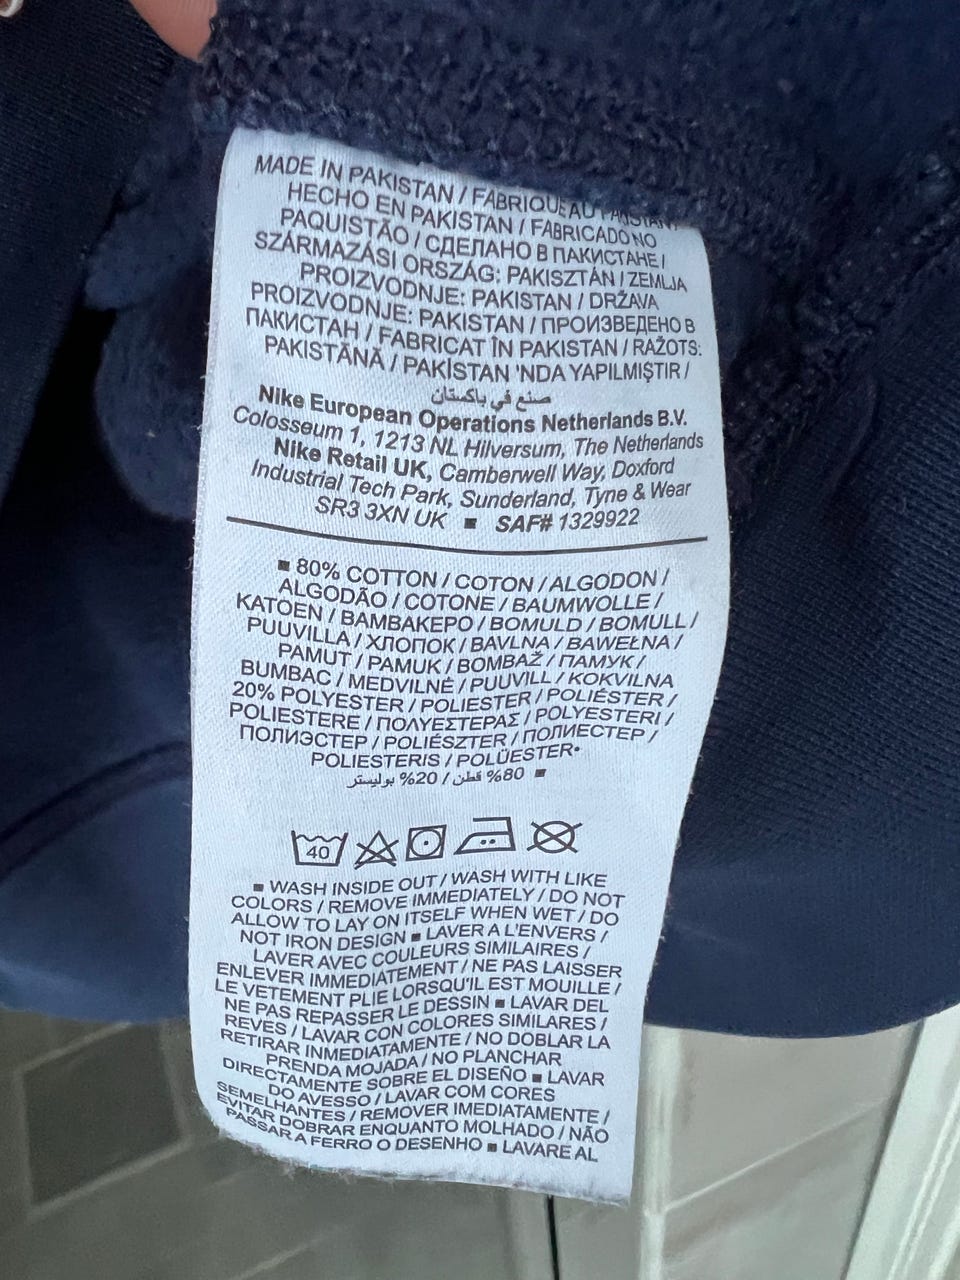 MADE IN PAKISTAN / FABRIQUE AU PAKISTAN /
HECHO EN PAKISTAN / FABRICADO NO
PAQUISTÃO / СДЕЛАНО В ПАКИСТАНЕ /
SZÁRMAZÁSI ORSZÁG: PAKISZTÁN / ZEMLJA
PROIZVODNJE: PAKISTAN / DRŽAVA
PROIZVODNJE: PAKISTAN / ПРОИЗВЕДЕНО В
ПАКИСТАН / FABRICAT ÎN PAKISTAN / RAŽOTS:
PAKISTĀNĀ / PAKİSTAN 'NDA YAPILMIŞTIR /
صنع في باكستان
Nike European Operations Netherlands B.V.
Colosseum 1, 1213 NL Hilversum, The Netherlands
Nike Retail UK, Camberwell Way, Doxford
Industrial Tech Park, Sunderland, Tyne & Wear
SR3 3XN UK ■ SAF# 1329922
■ 80% COTTON / COTON / ALGODON /
ALGODÃO / COTONE / BAUMWOLLE /
KATOEN / ΒΑΜΒΑΚΕΡΟ / BOMULD / BOMULL /
PUUVILLA / ХЛОПОК / BAVLNA / BAWEŁNA /
PAMUT / PAMUK / BOMBAŽ / ПАМУК /
BUMBAC / MEDVILNĖ / PUUVILL / KOKVILNA
20% POLYESTER / POLIESTER / POLIÉSTER /
POLIESTERE / ΠΟΛΥΕΣΤΕΡΑΣ / POLYESTERI /
ПОЛИЭСТЕР / POLIÉSZTER / ПОЛИЕСТЕР /
POLIESTERIS / POLÜESTER•
80% قطن / 20% بوليستر ■
40
■ WASH INSIDE OUT / WASH WITH LIKE
COLORS / REMOVE IMMEDIATELY / DO NOT
ALLOW TO LAY ON ITSELF WHEN WET / DO
NOT IRON DESIGN ■ LAVER A L'ENVERS /
LAVER AVEC COULEURS SIMILAIRES /
ENLEVER IMMEDIATEMENT / NE PAS LAISSER
LE VETEMENT PLIE LORSQU'IL EST MOUILLE /
NE PAS REPASSER LE DESSIN ■ LAVAR DEL
REVES / LAVAR CON COLORES SIMILARES /
RETIRAR INMEDIATAMENTE / NO DOBLAR LA
PRENDA MOJADA / NO PLANCHAR
DIRECTAMENTE SOBRE EL DISEÑO ■ LAVAR
DO AVESSO / LAVAR COM CORES
SEMELHANTES / REMOVER IMEDIATAMENTE /
EVITAR DOBRAR ENQUANTO MOLHADO / NÃO
PASSAR A FERRO O DESENHO ■ LAVARE AL